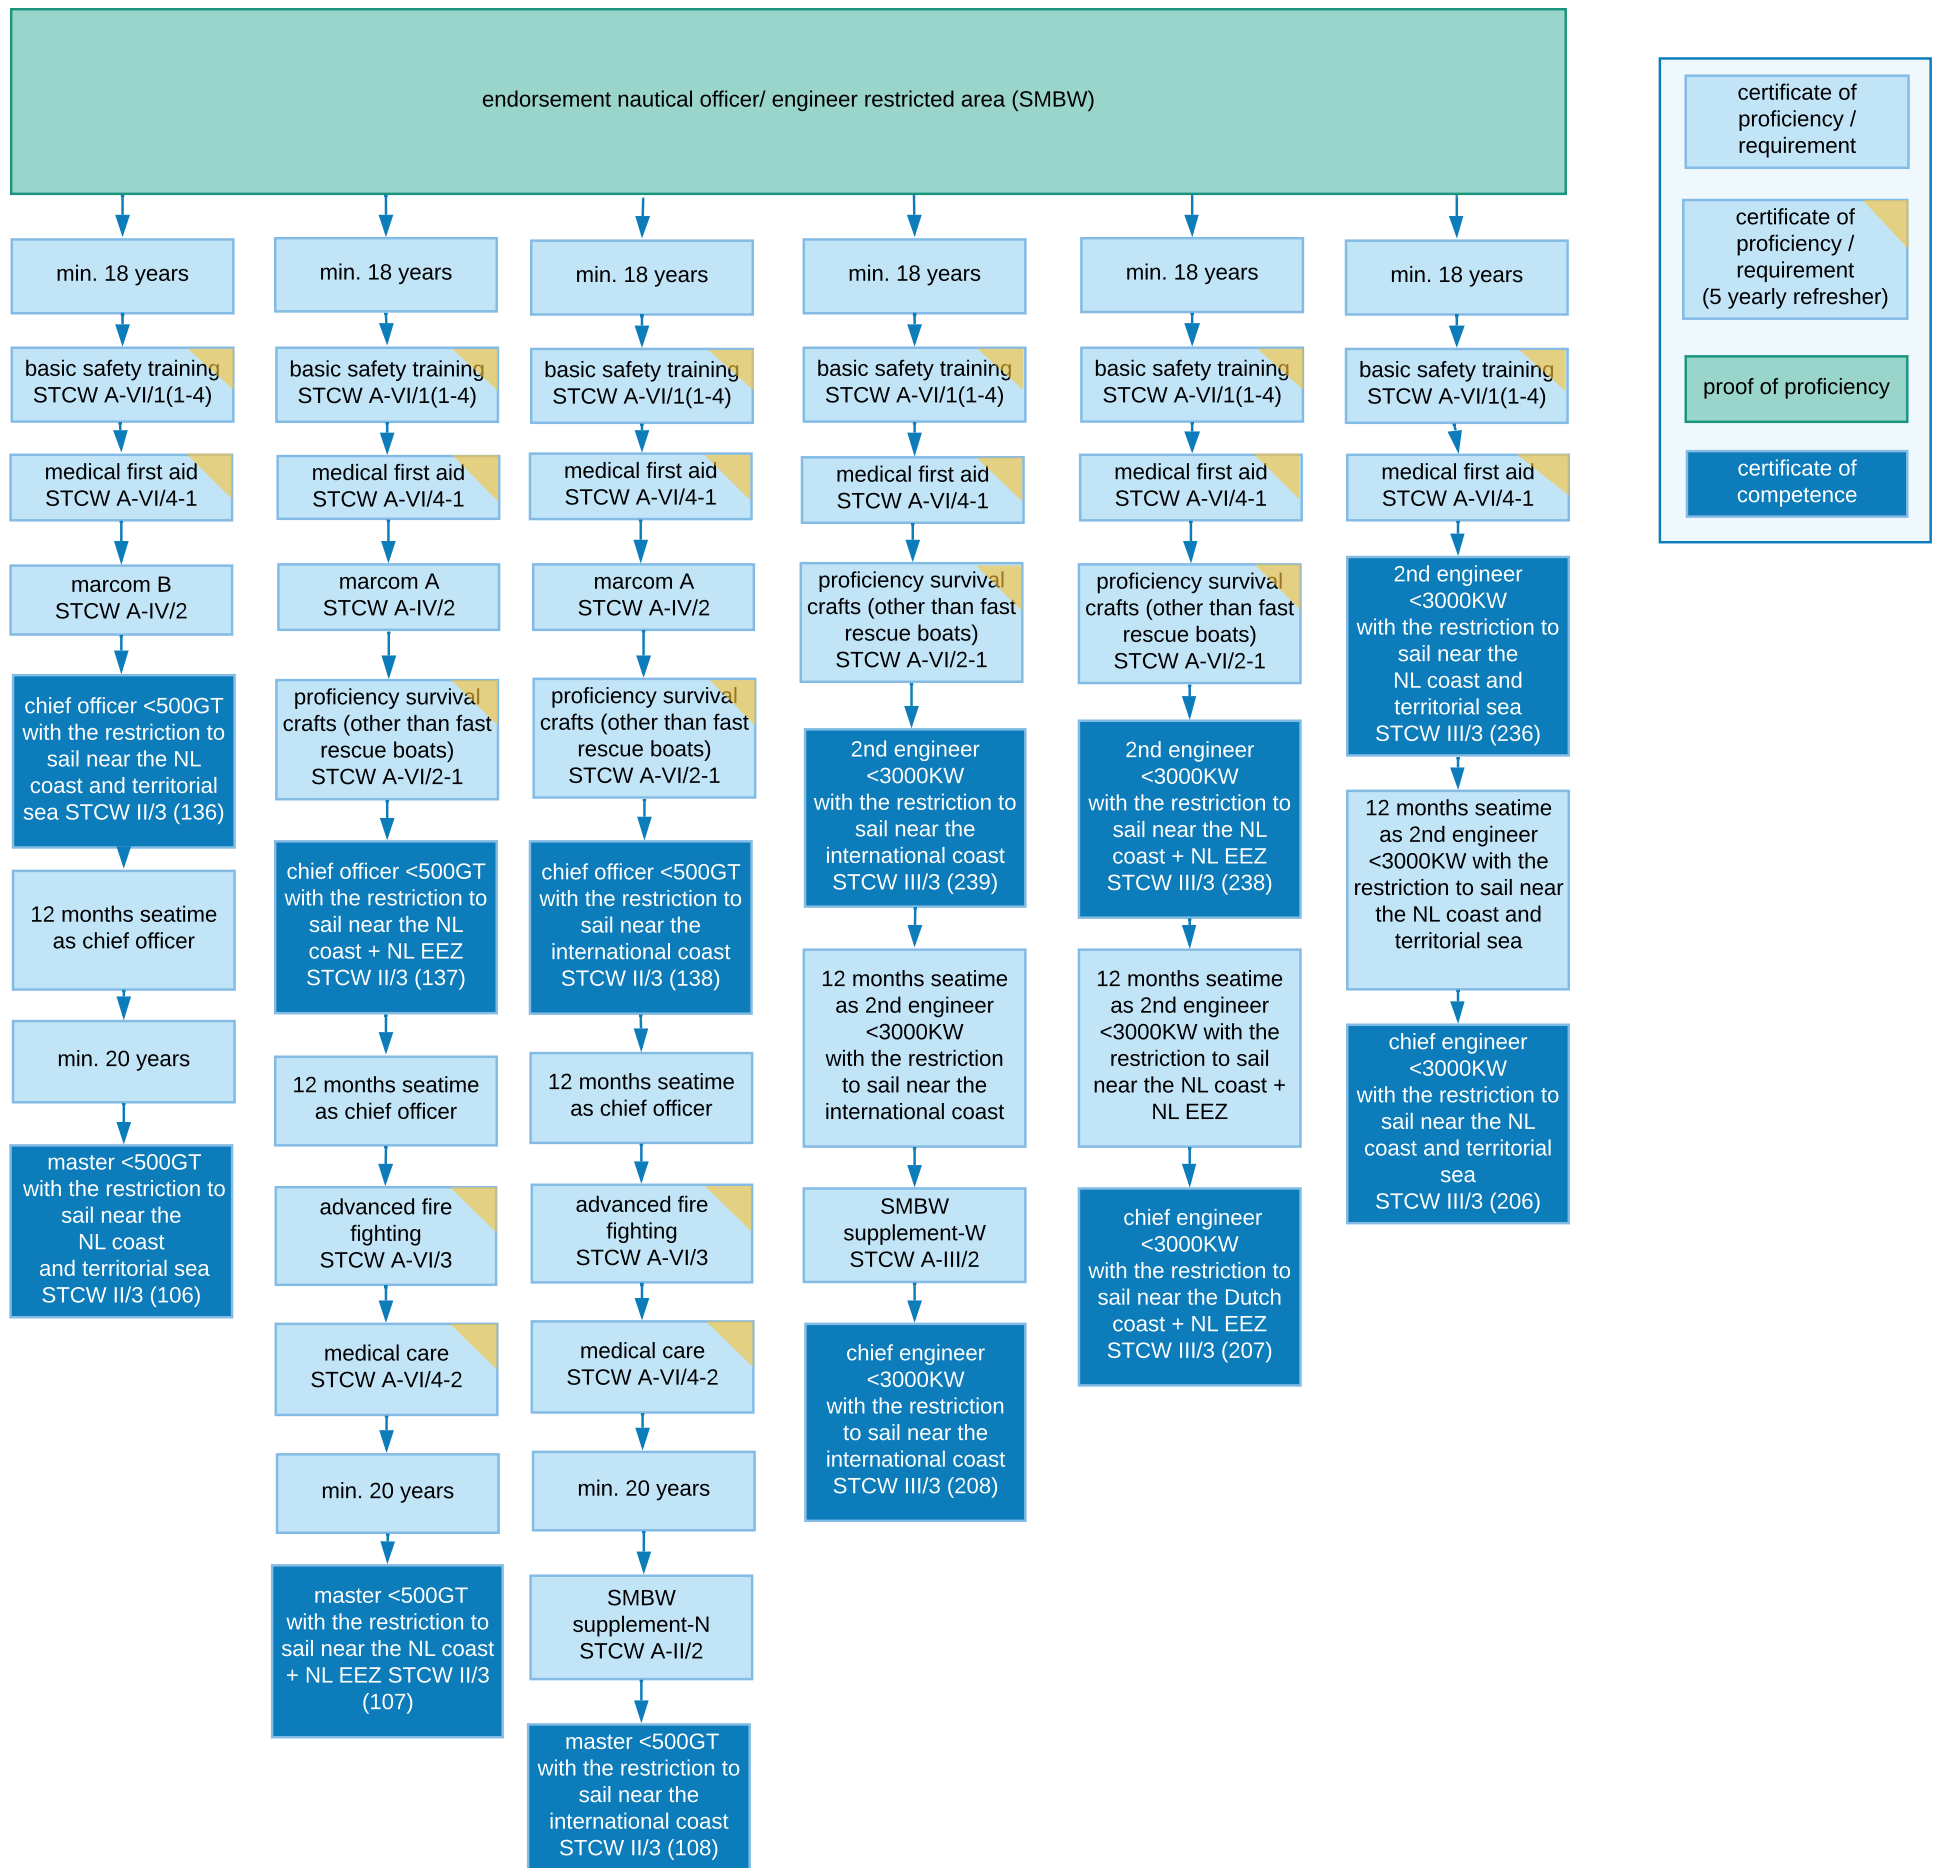 endorsement nautical officer/ engineer restricted area (SMBW)
min. 18 years
basic safety training
STCW A-VI/1(1-4)
medical first aid
STCW A-VI/4-1
marcom B
STCW A-IV/2
chief officer <500GT
with the restriction to
sail near the NL
coast and territorial
sea STCW II/3 (136)
12 months seatime
as chief officer
min. 20 years
master <500GT
with the restriction to
sail near the
NL coast
and territorial sea
STCW II/3 (106)
min. 18 years
basic safety training
STCW A-VI/1(1-4)
medical first aid
STCW A-VI/4-1
marcom A
STCW A-IV/2
proficiency survival
crafts (other than fast
rescue boats)
STCW A-VI/2-1
chief officer <500GT
with the restriction to
sail near the NL
coast + NL EEZ
STCW II/3 (137)
12 months seatime
as chief officer
advanced fire
fighting
STCW A-VI/3
medical care
STCW A-VI/4-2
min. 20 years
master <500GT
with the restriction to
sail near the NL coast
+ NL EEZ STCW II/3
(107)
min. 18 years
basic safety training
STCW A-VI/1(1-4)
medical first aid
STCW A-VI/4-1
marcom A
STCW A-IV/2
proficiency survival
crafts (other than fast
rescue boats)
STCW A-VI/2-1
chief officer <500GT
with the restriction to
sail near the
international coast
STCW II/3 (138)
12 months seatime
as chief officer
advanced fire
fighting
STCW A-VI/3
medical care
STCW A-VI/4-2
min. 20 years
SMBW
supplement-N
STCW A-II/2
master <500GT
with the restriction to
sail near the
international coast
STCW II/3 (108)
min. 18 years
basic safety training
STCW A-VI/1(1-4)
medical first aid
STCW A-VI/4-1
proficiency survival
crafts (other than fast
rescue boats)
STCW A-VI/2-1
2nd engineer
<3000KW
with the restriction to
sail near the
international coast
STCW III/3 (239)
12 months seatime
as 2nd engineer
<3000KW
with the restriction
to sail near the
international coast
SMBW
supplement-W
STCW A-III/2
chief engineer
<3000KW
with the restriction
to sail near the
international coast
STCW III/3 (208)
min. 18 years
basic safety training
STCW A-VI/1(1-4)
medical first aid
STCW A-VI/4-1
proficiency survival
crafts (other than fast
rescue boats)
STCW A-VI/2-1
2nd engineer
<3000KW
with the restriction to
sail near the NL
coast + NL EEZ
STCW III/3 (238)
12 months seatime
as 2nd engineer
<3000KW with the
restriction to sail
near the NL coast +
NL EEZ
chief engineer
<3000KW
with the restriction to
sail near the Dutch
coast + NL EEZ
STCW III/3 (207)
min. 18 years
basic safety training
STCW A-VI/1(1-4)
medical first aid
STCW A-VI/4-1
2nd engineer
<3000KW
with the restriction to
sail near the
NL coast and
territorial sea
STCW III/3 (236)
12 months seatime
as 2nd engineer
<3000KW with the
restriction to sail near
the NL coast and
territorial sea
chief engineer
<3000KW
with the restriction to
sail near the NL
coast and territorial
sea
STCW III/3 (206)
certificate of
proficiency /
requirement
certificate of
proficiency /
requirement
(5 yearly refresher)
proof of proficiency
certificate of
competence